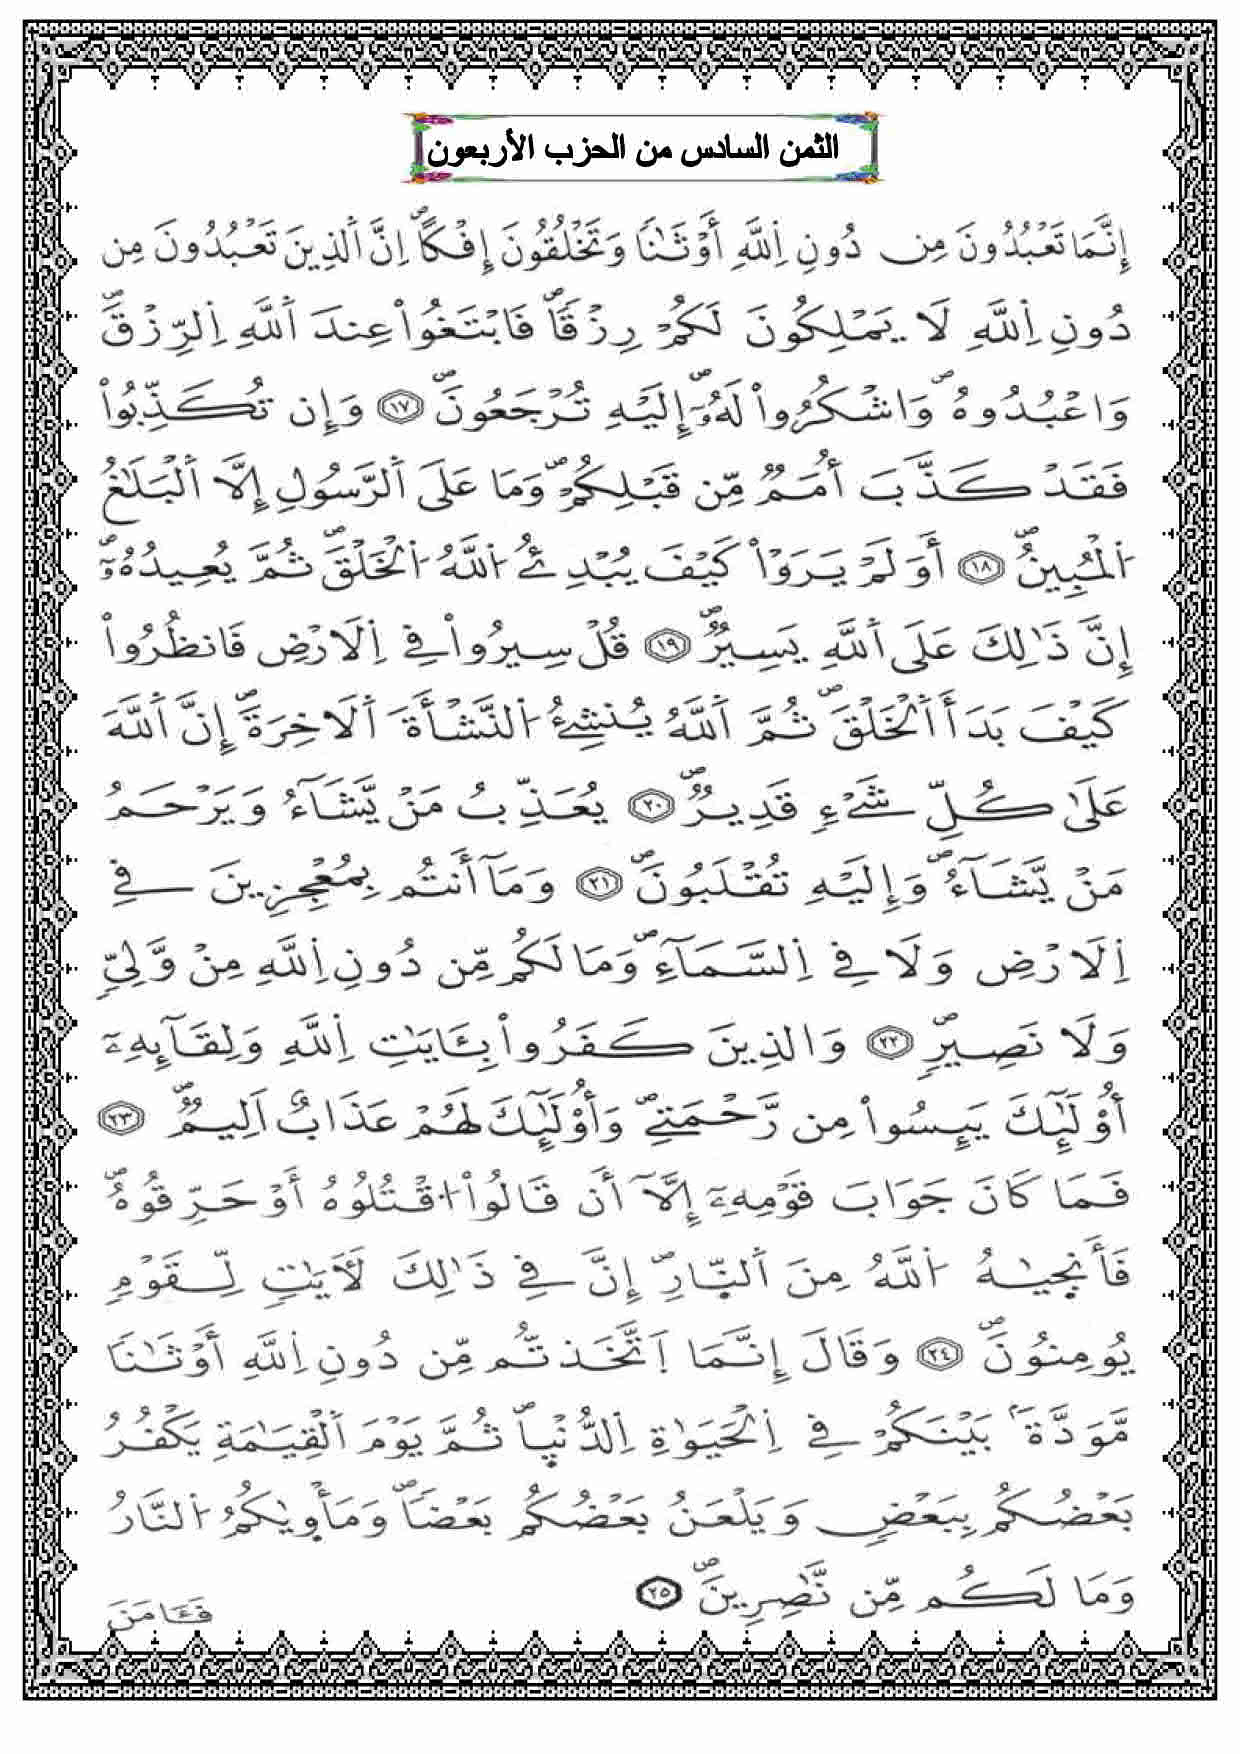 الثمن السادس من الحزب الأربعون
إِنَّمَا تَعْبُدُونَ مِن دُونِ اِ۬للَّهِ أَوْثَٰناٗ وَتَخْلُقُونَ إِفْكاًۖ اِنَّ اَ۬لذِينَ تَعْبُدُونَ مِن
دُونِ اِ۬للَّهِ لَا يَمْلِكُونَ لَكُمْ رِزْقاٗۖ فَابْتَغُواْ عِندَ اَ۬للَّهِ اِ۬لرِّزْقَۖ
وَاعْبُدُوهُۖ وَاشْكُرُواْ لَهُۥٓۖ إِلَيْهِ تُرْجَعُونَۖ ١٧ وَإِن تُكَذِّبُواْ
فَقَدْ كَذَّبَ أُمَمٞ مِّن قَبْلِكُمْۖ وَمَا عَلَي اَ۬لرَّسُولِ إِلَّا اَ۬لْبَلَٰغُ
اُ۬لْمُبِينُۖ ١٨ أَوَلَمْ يَرَوْاْ كَيْفَ يُبْدِئُ اُ۬للَّهُ اُ۬لْخَلْقَۖ ثُمَّ يُعِيدُهُۥٓۖ
إِنَّ ذَٰلِكَ عَلَي اَ۬للَّهِ يَسِيرٞۖ ١٩ قُلْ سِيرُواْ فِے اِ۬لَارْضِ فَانظُرُواْ
كَيْفَ بَدَأَ اَ۬لْخَلْقَۖ ثُمَّ اَ۬للَّهُ يُنشِئُ اُ۬لنَّشْأَةَ اَ۬لَاخِرَةَۖ إِنَّ اَ۬للَّهَ
عَلَىٰ كُلِّ شَےْءٖ قَدِيرٞۖ ٢٠ يُعَذِّبُ مَنْ يَّشَآءُ وَيَرْحَمُ
مَنْ يَّشَآءُۖ وَإِلَيْهِ تُقْلَبُونَۖ ٢١ وَمَآ أَنتُم بِمُعْجِزِينَ فِے
اِ۬لَارْضِ وَلَا فِے اِ۬لسَّمَآءِۖ وَمَا لَكُم مِّن دُونِ اِ۬للَّهِ مِنْ وَّلِيّٖ
وَلَا نَصِيرٖۖ ٢٢ وَالذِينَ كَفَرُواْ بِـَٔايَٰتِ اِ۬للَّهِ وَلِقَآئِهِۦٓ
أُوْلَٰٓئِكَ يَئِسُواْ مِن رَّحْمَتِےۖ وَأُوْلَٰٓئِكَ لَهُمْ عَذَابٌ اَلِيمٞۖ ٢٣
فَمَا كَانَ جَوَابَ قَوْمِهِۦٓ إِلَّآ أَن قَالُواْ اُ۟قْتُلُوهُ أَوْ حَرِّقُوهُۖ
فَأَنج۪يٰهُ اُ۬للَّهُ مِنَ اَ۬لنّ۪ارِۖ إِنَّ فِے ذَٰلِكَ لَأٓيَٰتٖ لِّقَوْمٖ
يُومِنُونَۖ ٢٤ وَقَالَ إِنَّمَا اَ۪تَّخَذتُّم مِّن دُونِ اِ۬للَّهِ أَوْثَٰناٗ
مَّوَدَّةَۢ بَيْنَكُمْ فِے اِ۬لْحَيَوٰةِ اِ۬لدُّنْي۪اۖ ثُمَّ يَوْمَ اَ۬لْقِيَٰمَةِ يَكْفُرُ
بَعْضُكُم بِبَعْضٖ وَيَلْعَنُ بَعْضُكُم بَعْضاٗۖ وَمَأْو۪يٰكُمُ اُ۬لنَّارُ
وَمَا لَكُم مِّن نَّٰصِرِينَۖ ٢٥
فَـَٔامَنَ